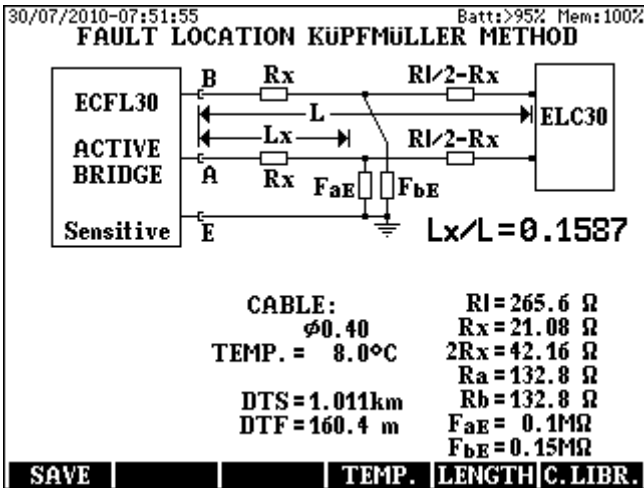 30/07/2010-07:51:55 Batt:>95% Mem:100%
FAULT LOCATION KüPFMüLLER METHOD
B Rx Rl/2-Rx
ECFL30
L
ELC30
Lx Rl/2-Rx
ACTIVE
BRIDGE
A Rx
FaE FbE
Sensitive E
Lx/L=0.1587
CABLE: Rl=265.6 Ω
ø0.40 Rx=21.08 Ω
TEMP.= 8.0ºC 2Rx=42.16 Ω
Ra=132.8 Ω
DTS=1.011km Rb=132.8 Ω
DTF=160.4 m FaE= 0.1MΩ
FbE=0.15MΩ
SAVE TEMP. LENGTH C.LIBR.